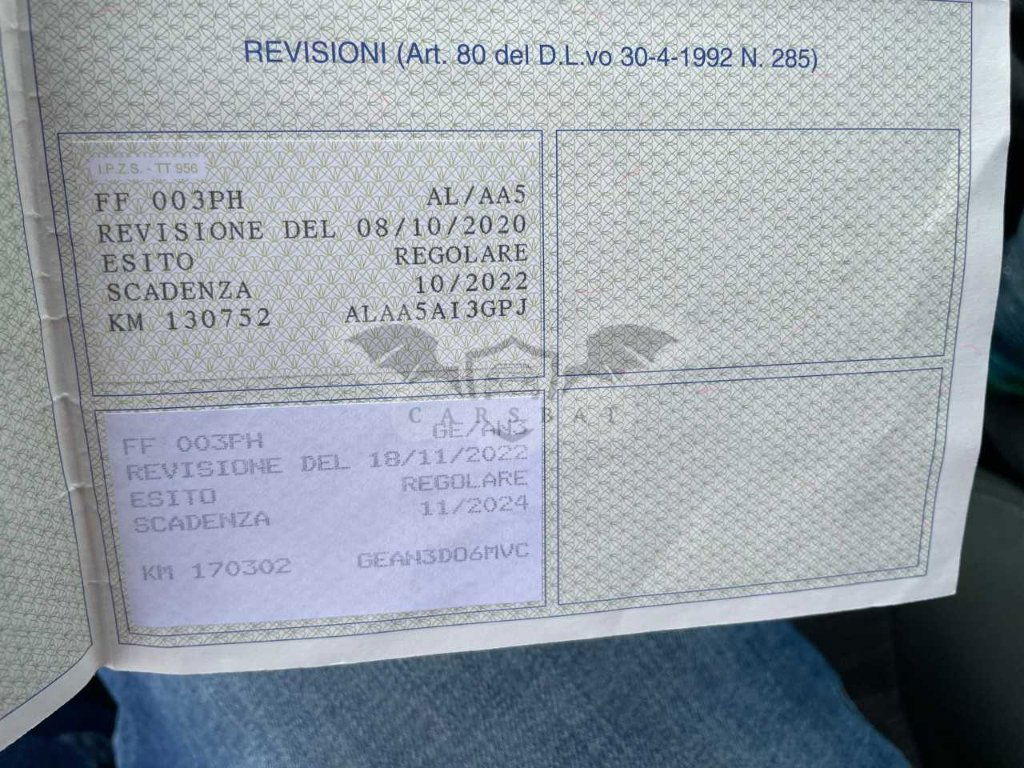 REVISIONI (Art. 80 del D.L.vo 30-4-1992 N. 285)
I.P.Z.S. - TT 956
FF 003PH AL/AA5
REVISIONE DEL 08/10/2020
ESITO REGOLARE
SCADENZA 10/2022
KM 130752 ALAA5AI3GPJ
CARSBAT
FF 003PH GE/AN3
REVISIONE DEL 18/11/2022
ESITO REGOLARE
SCADENZA 11/2024
KM 170302 GEAN3DO6MVC